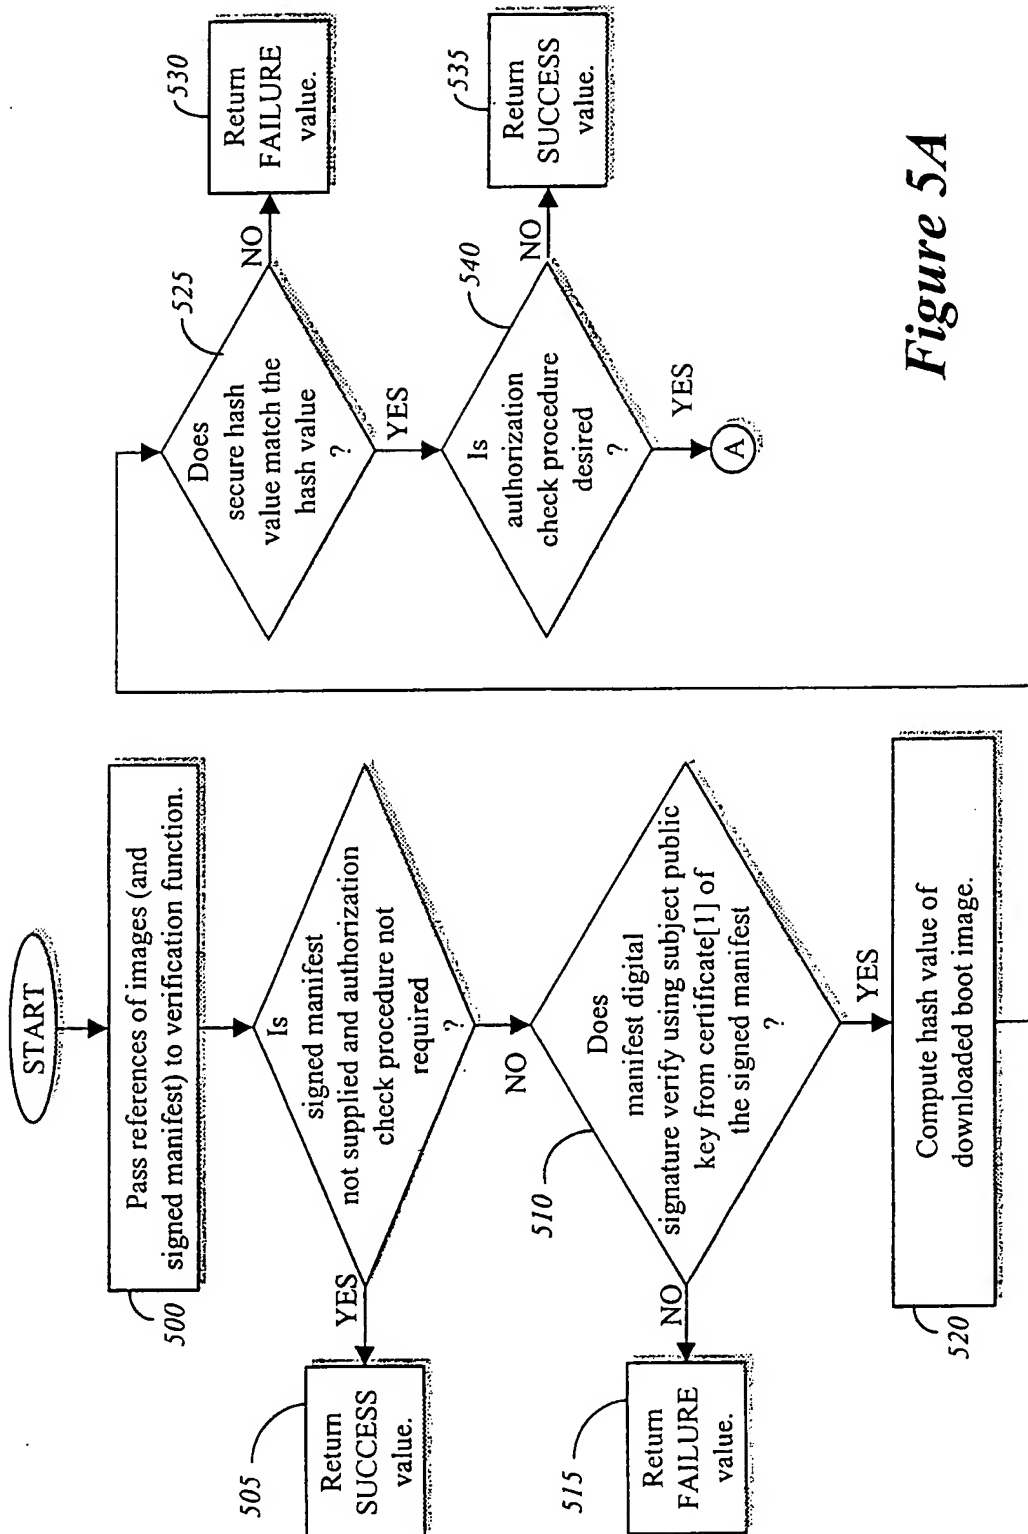 START
Pass references of images (and
signed manifest) to verification function.
500
Is
signed manifest
not supplied and authorization
check procedure not
required
?
YES
505
Return
SUCCESS
value.
NO
510
Does
manifest digital
signature verify using subject public
key from certificate[1] of
the signed manifest
?
NO
515
Return
FAILURE
value.
YES
Compute hash value of
downloaded boot image.
520
Does
secure hash
value match the
hash value
?
525
NO
530
Return
FAILURE
value.
YES
Is
authorization
check procedure
desired
?
540
NO
535
Return
SUCCESS
value.
YES
A
Figure 5A